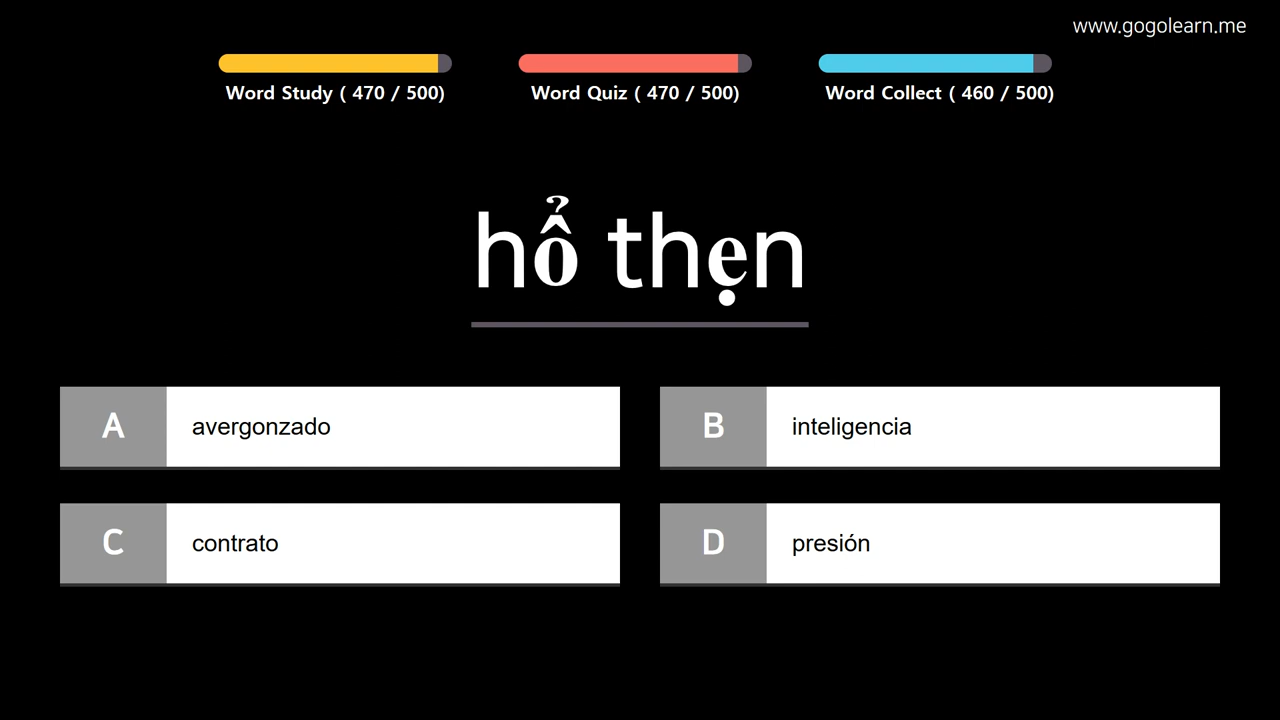 www.gogolearn.me
Word Study ( 470 / 500)
Word Quiz ( 470 / 500)
Word Collect ( 460 / 500)
hổ thẹn
A avergonzado
B inteligencia
C contrato
D presión